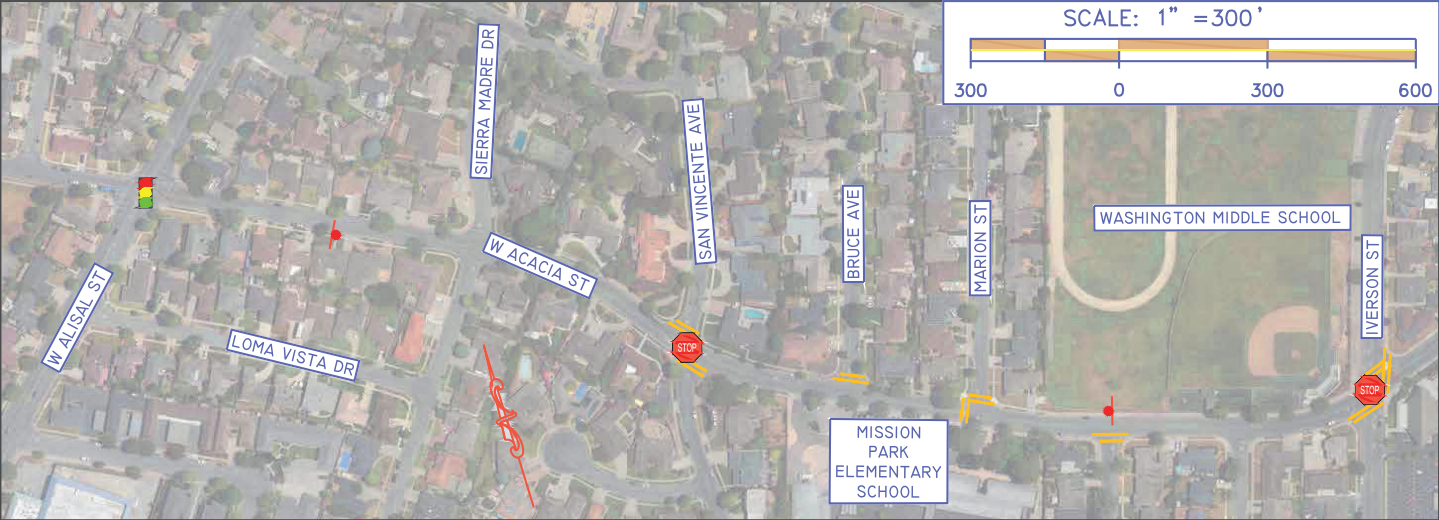 SCALE: 1" =300'
300 0 300 600
SIERRA MADRE DR
SAN VINCENTE AVE
BRUCE AVE
MARION ST
WASHINGTON MIDDLE SCHOOL
IVERSON ST
W ACACIA ST
W ALISAL ST
LOMA VISTA DR
STOP
STOP
MISSION
PARK
ELEMENTARY
SCHOOL